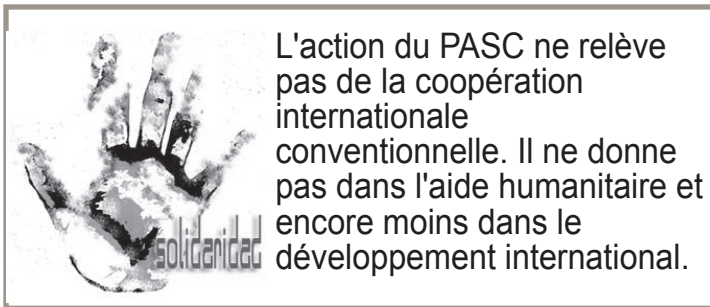 L'action du PASC ne relève
pas de la coopération
internationale
conventionnelle. Il ne donne
pas dans l'aide humanitaire et
encore moins dans le
développement international.
solidaridad